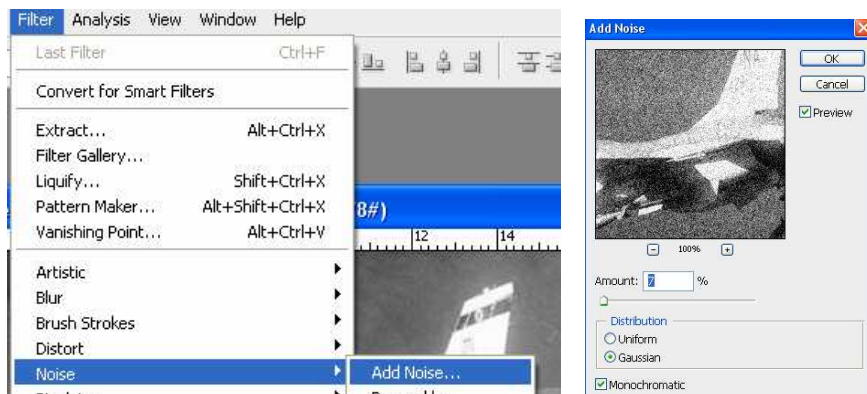 Filter Analysis View Window Help
Last Filter Ctrl+F
Convert for Smart Filters
Extract... Alt+Ctrl+X
Filter Gallery...
Liquify... Shift+Ctrl+X
Pattern Maker... Alt+Shift+Ctrl+X
Vanishing Point... Alt+Ctrl+V
Artistic
Blur
Brush Strokes
Distort
Noise
Add Noise...
8#)
12 14
Add Noise
OK
Cancel
Preview
100%
Amount: 7 %
Distribution
Uniform
Gaussian
Monochromatic